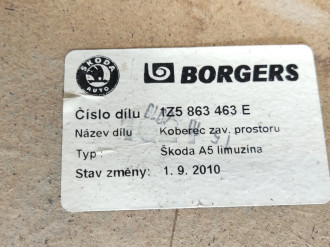 ŠKODA
AUTO
BORGERS
Číslo dílu 1Z5 863 463 E
Název dílu Koberec zav. prostoru
Typ: Škoda A5 limuzina
Stav změny: 1. 9. 2010